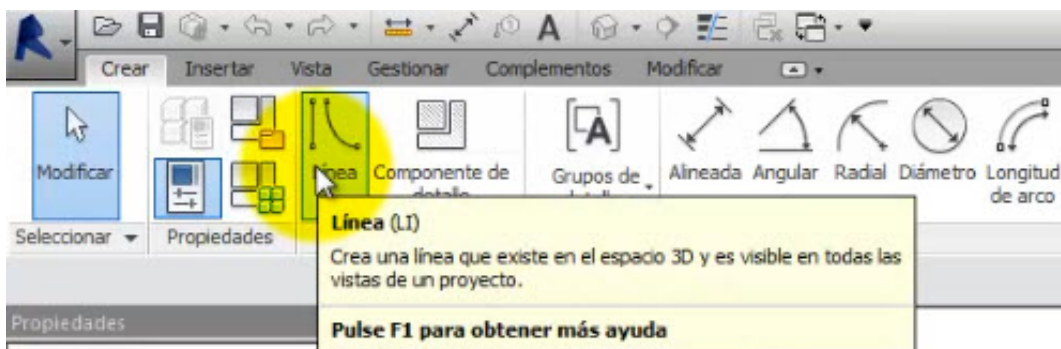 A
Crear Insertar Vista Gestionar Complementos Modificar
A
Modificar
Línea
Componente de
Grupos de
Alineada Angular Radial Diámetro Longitud de arco
Seleccionar Propiedades
Línea (LI)
Crea una línea que existe en el espacio 3D y es visible en todas las
vistas de un proyecto.
Propiedades
Pulse F1 para obtener más ayuda